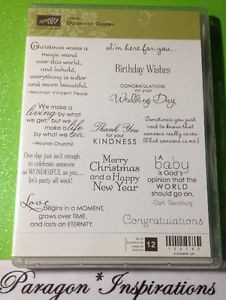 STAMPIN' UP!
Occasional Quotes
Christmas waves a
magic wand
over this world,
and behold,
everything is softer
and more beautiful.
—Norman Vincent Peale
We make a
living by what
we get, but we
make a life
by what we give.
—Winston Churchill
One day just isn't enough
to celebrate someone
as WONDERFUL as you...
let's party all week!
Love
begins in a moment,
grows over time,
and lasts an eternity.
I'm here for you...
Birthday Wishes
CONGRATULATIONS
on your
Wedding Day
Thank You
for your
KINDNESS
Sometimes you just
need to know that
someone really cares.
(What someone is me.)
Merry
Christmas
and a Happy
New Year
A
baby
is God's
opinion that the
WORLD
should go on.
—Carl Sandburg
Congratulations
12
Paragon * Inspirations